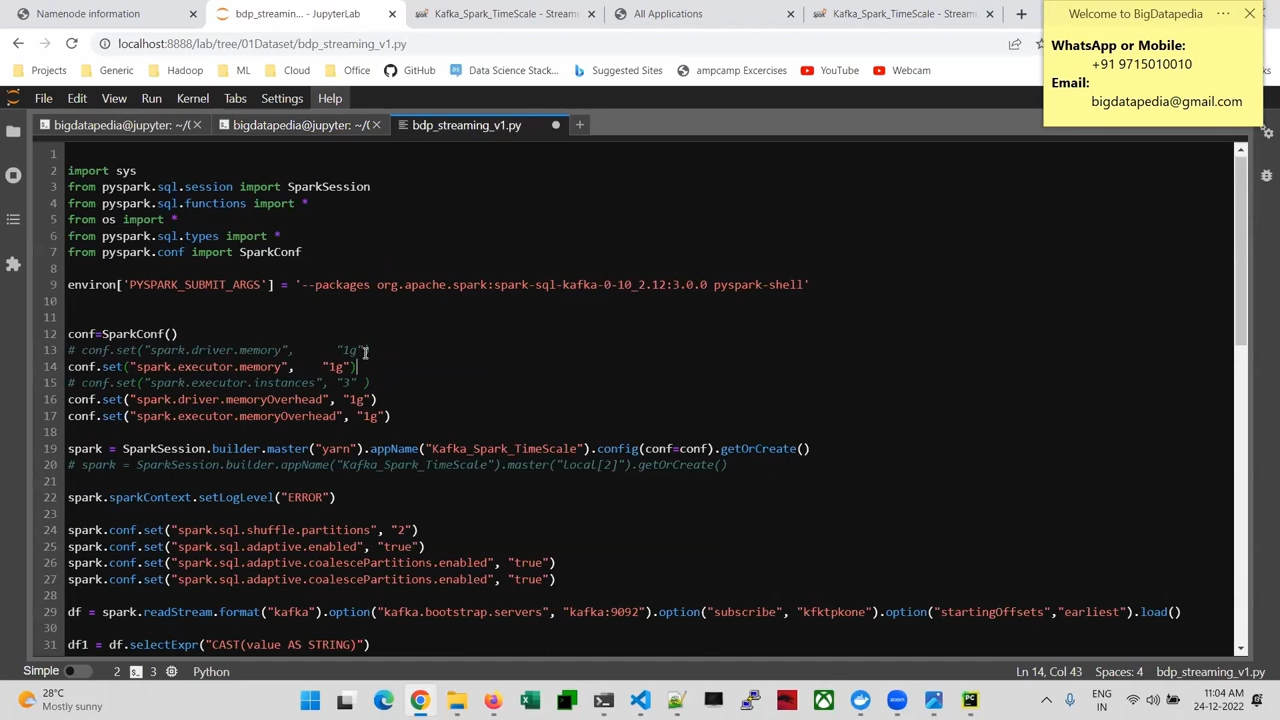 Namenode information
bdp_streamin... - JupyterLab
Kafka_Spark_TimeScale - Stream
All Applications
Kafka_Spark_TimeScale - Stream
localhost:8888/lab/tree/01Dataset/bdp_streaming_v1.py
Projects Generic Hadoop ML Cloud Office GitHub Data Science Stack... Suggested Sites ampcamp Excercises YouTube Webcam
Welcome to BigDatapedia
WhatsApp or Mobile:
+91 9715010010
Email:
bigdatapedia@gmail.com
File Edit View Run Kernel Tabs Settings Help
bigdatapedia@jupyter: ~/( bigdatapedia@jupyter: ~/( bdp_streaming_v1.py
1
2 import sys
3 from pyspark.sql.session import SparkSession
4 from pyspark.sql.functions import *
5 from os import *
6 from pyspark.sql.types import *
7 from pyspark.conf import SparkConf
8
9 environ['PYSPARK_SUBMIT_ARGS'] = '--packages org.apache.spark:spark-sql-kafka-0-10_2.12:3.0.0 pyspark-shell'
10
11
12 conf=SparkConf()
13 # conf.set("spark.driver.memory", "1g")
14 conf.set("spark.executor.memory", "1g")
15 # conf.set("spark.executor.instances", "3" )
16 conf.set("spark.driver.memoryOverhead", "1g")
17 conf.set("spark.executor.memoryOverhead", "1g")
18
19 spark = SparkSession.builder.master("yarn").appName("Kafka_Spark_TimeScale").config(conf=conf).getOrCreate()
20 # spark = SparkSession.builder.appName("Kafka_Spark_TimeScale").master("Local[2]").getOrCreate()
21
22 spark.sparkContext.setLogLevel("ERROR")
23
24 spark.conf.set("spark.sql.shuffle.partitions", "2")
25 spark.conf.set("spark.sql.adaptive.enabled", "true")
26 spark.conf.set("spark.sql.adaptive.coalescePartitions.enabled", "true")
27 spark.conf.set("spark.sql.adaptive.coalescePartitions.enabled", "true")
28
29 df = spark.readStream.format("kafka").option("kafka.bootstrap.servers", "kafka:9092").option("subscribe", "kfktpkone").option("startingOffsets","earliest").load()
30
31 df1 = df.selectExpr("CAST(value AS STRING)")
Simple 2 3 Python Ln 14, Col 43 Spaces: 4 bdp_streaming_v1.py
28°C
Mostly sunny
ENG
IN
11:04 AM
24-12-2022